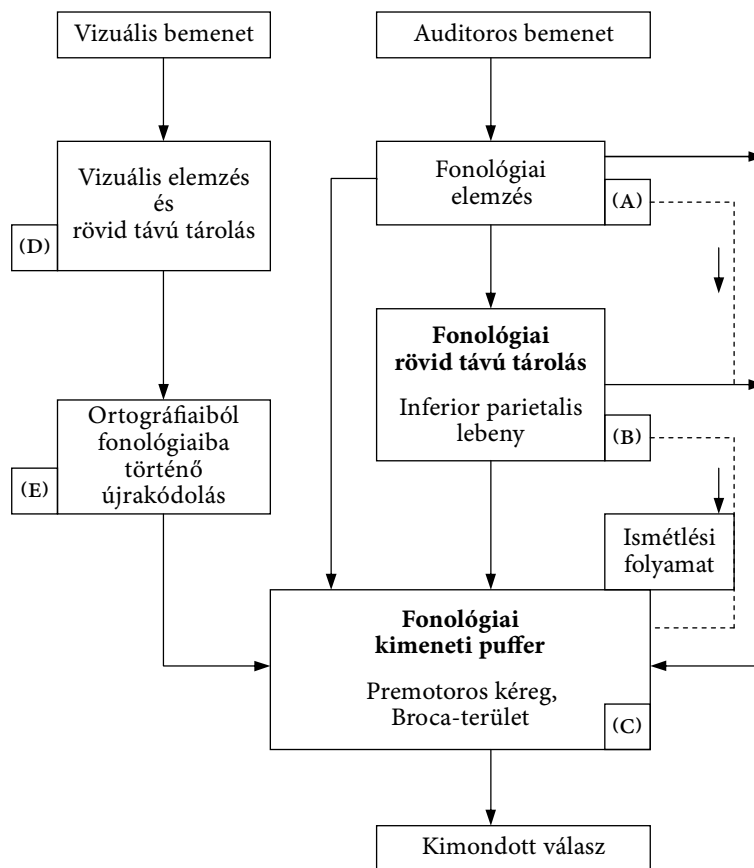 Vizuális bemenet
Auditoros bemenet
Vizuális elemzés
és
rövid távú tárolás
(D)
Fonológiai
elemzés
(A)
Fonológiai
rövid távú tárolás
Inferior parietalis
lebeny
(B)
Ortográfiaiból
fonológiaiba
történő
újrakódolás
(E)
Ismétlési
folyamat
Fonológiai
kimeneti puffer
Premotoros kéreg,
Broca-terület
(C)
Kimondott válasz